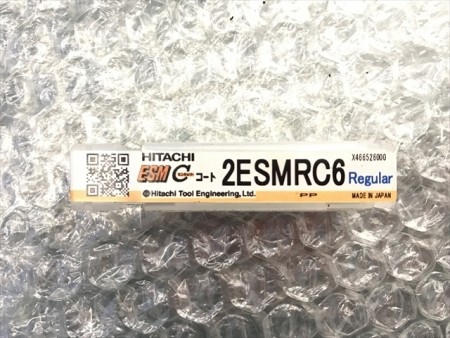 HITACHI
X466526000
ESM C コート 2ESMRC6 Regular
Hitachi Tool Engineering, Ltd.
PP
MADE IN JAPAN